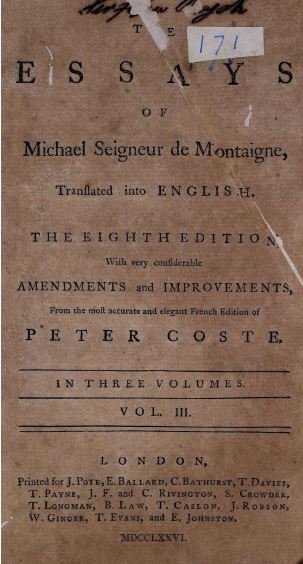 THE
171
ESSAYS
OF
Michael Seigneur de Montaigne,
Translated into ENGLISH.
THE EIGHTH EDITION,
With very considerable
AMENDMENTS and IMPROVEMENTS,
From the most accurate and elegant French Edition of
PETER COSTE.
IN THREE VOLUMES.
VOL. III.
LONDON,
Printed for J. POTE, E. BALLARD, C. BATHURST, T. DAVIES,
T. PAYNE, J. F. and C. RIVINGTON, S. CROWDER,
T. LONGMAN, B. LAW, T. CASLON, J. ROBSON,
W. GINGER, T. EVANS, and E. JOHNSTON.
MDCCLXXVI.